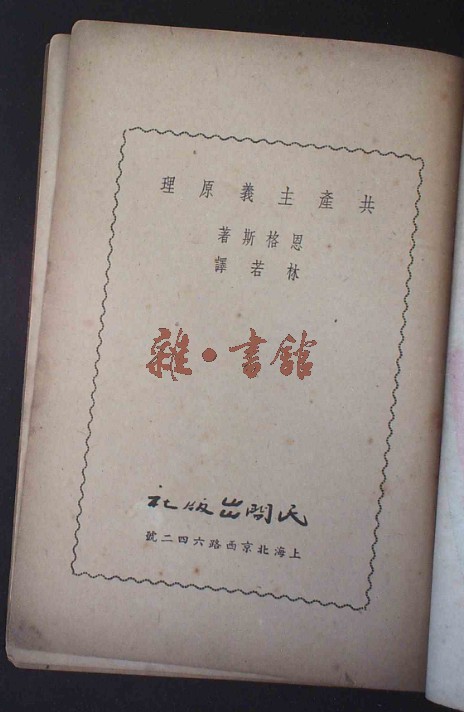 共產主義原理
恩格斯著
林若譯
雜·書館
民間出版社
上海北京西路六四二號